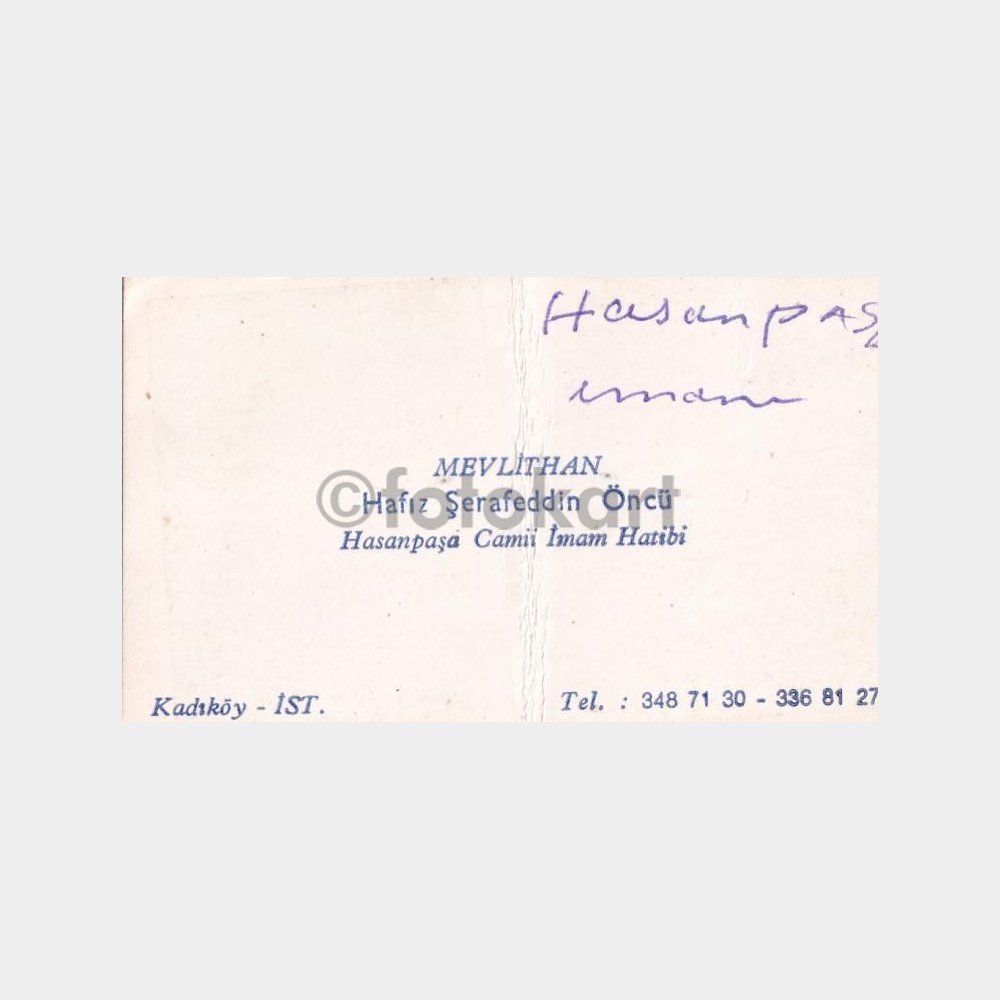 Hasanpaş
imamı
MEVLİTHAN
©fotokart
Hafız Şerafeddin Öncü
Hasanpaşa Camii İmam Hatibi
Kadıköy - İST.
Tel. : 348 71 30 - 336 81 27